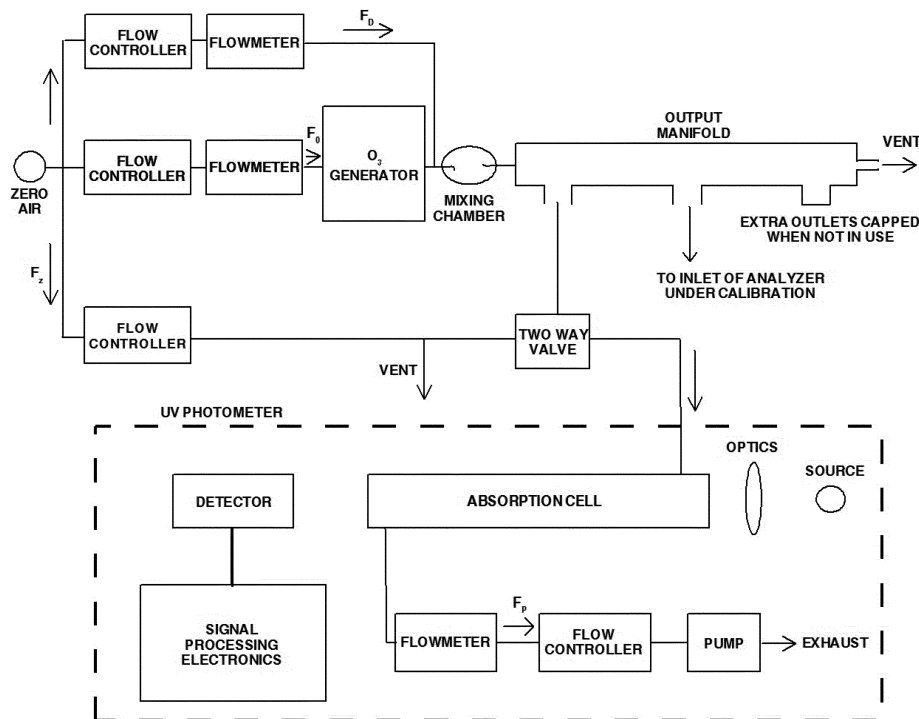 F_D
FLOW
CONTROLLER
FLOWMETER
OUTPUT
MANIFOLD
VENT
F_0
FLOW
CONTROLLER
FLOWMETER
O_3
GENERATOR
ZERO
AIR
MIXING
CHAMBER
EXTRA OUTLETS CAPPED
WHEN NOT IN USE
TO INLET OF ANALYZER
UNDER CALIBRATION
F_z
FLOW
CONTROLLER
TWO WAY
VALVE
VENT
UV PHOTOMETER
OPTICS
SOURCE
DETECTOR
ABSORPTION CELL
SIGNAL
PROCESSING
ELECTRONICS
F_p
FLOWMETER
FLOW
CONTROLLER
PUMP
EXHAUST